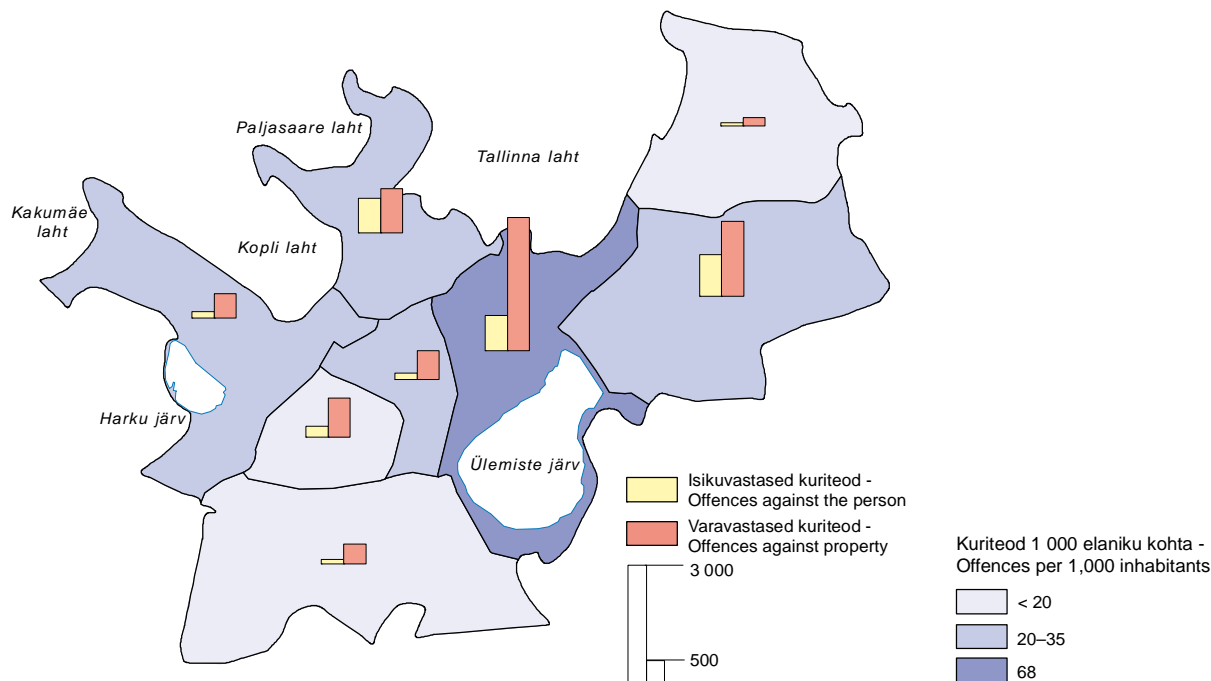 Paljasaare laht
Tallinna laht
Kakumäe
laht
Kopli laht
Harku järv
Ülemiste järv
Isikuvastased kuriteod -
Offences against the person
Varavastased kuriteod -
Offences against property
3 000
500
Kuriteod 1 000 elaniku kohta -
Offences per 1,000 inhabitants
< 20
20–35
68